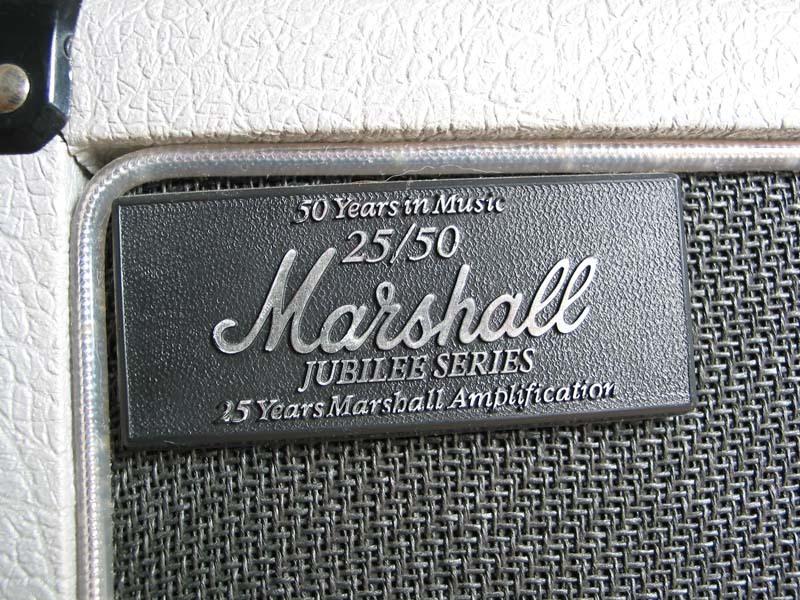 50 Years in Music
25/50
Marshall
JUBILEE SERIES
25 Years Marshall Amplification